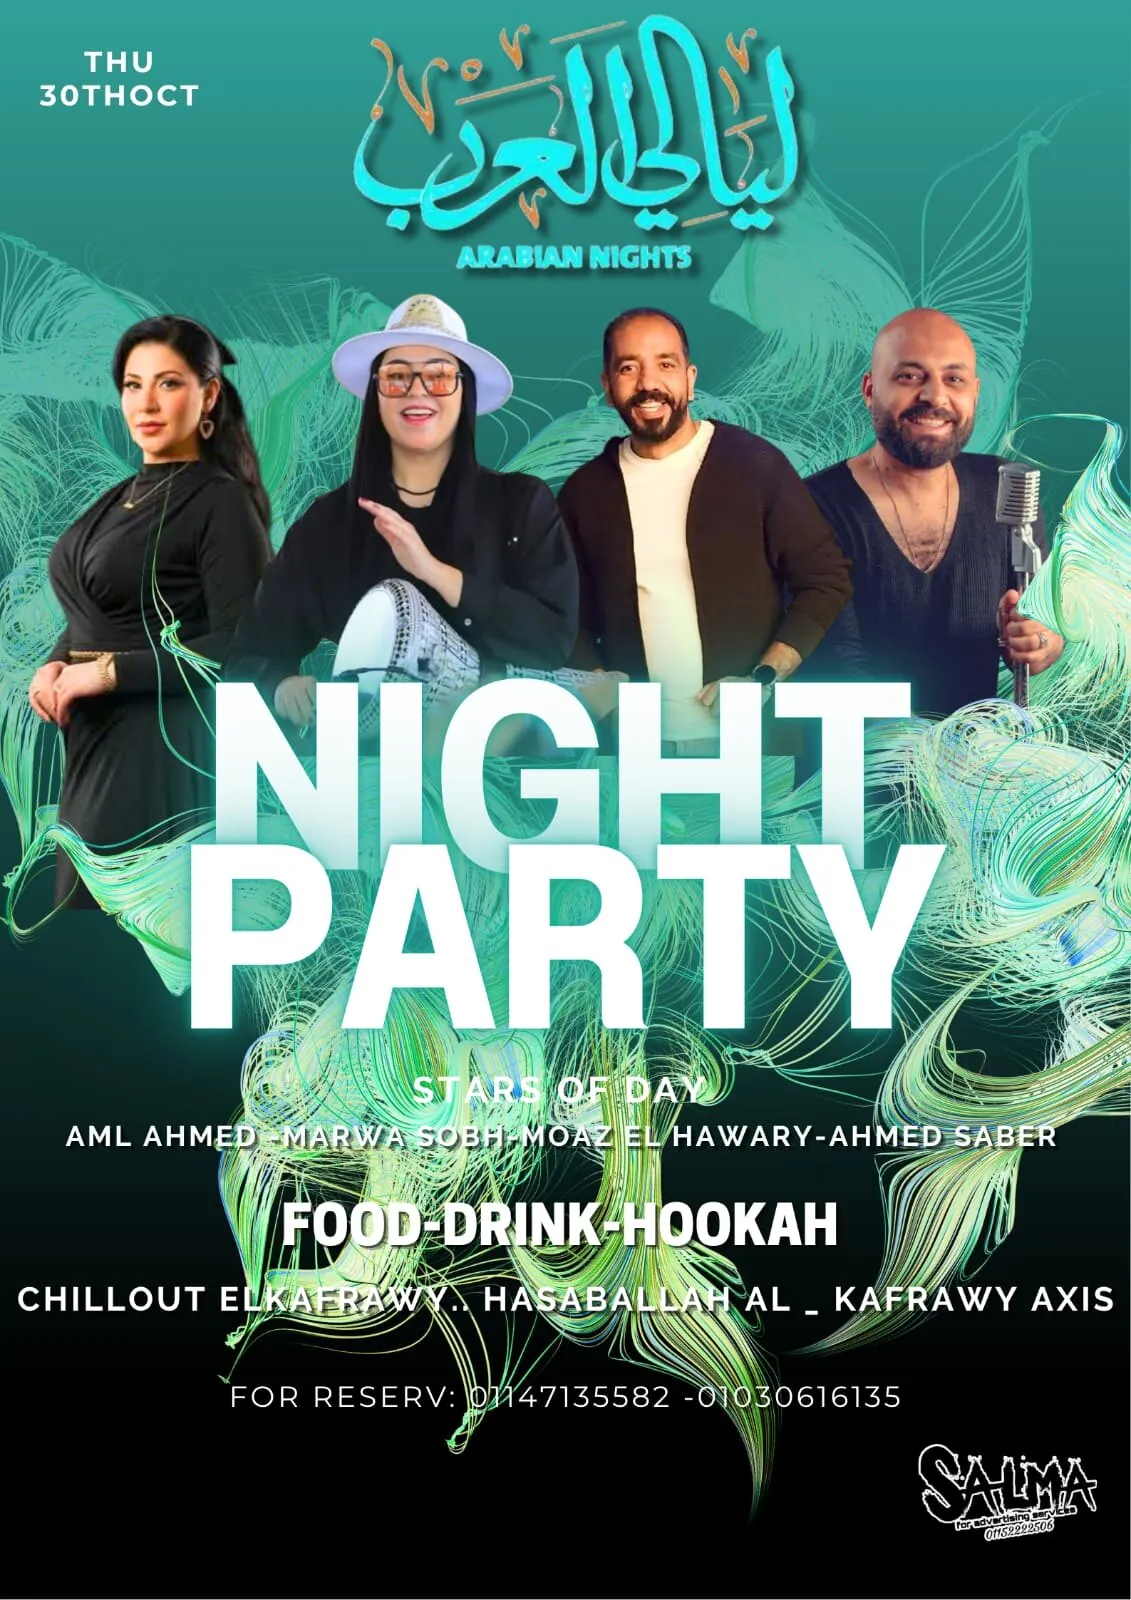 THU
30THOCT
ليالي العرب
ARABIAN NIGHTS
NIGHT
PARTY
STARS OF DAY
AML AHMED -MARWA SOBH-MOAZ EL HAWARY-AHMED SABER
FOOD-DRINK-HOOKAH
CHILLOUT ELKAFRAWY.. HASABALLAH AL _ KAFRAWY AXIS
FOR RESERV: 01147135582 -01030616135
SALMA
for advertising services
01152222506